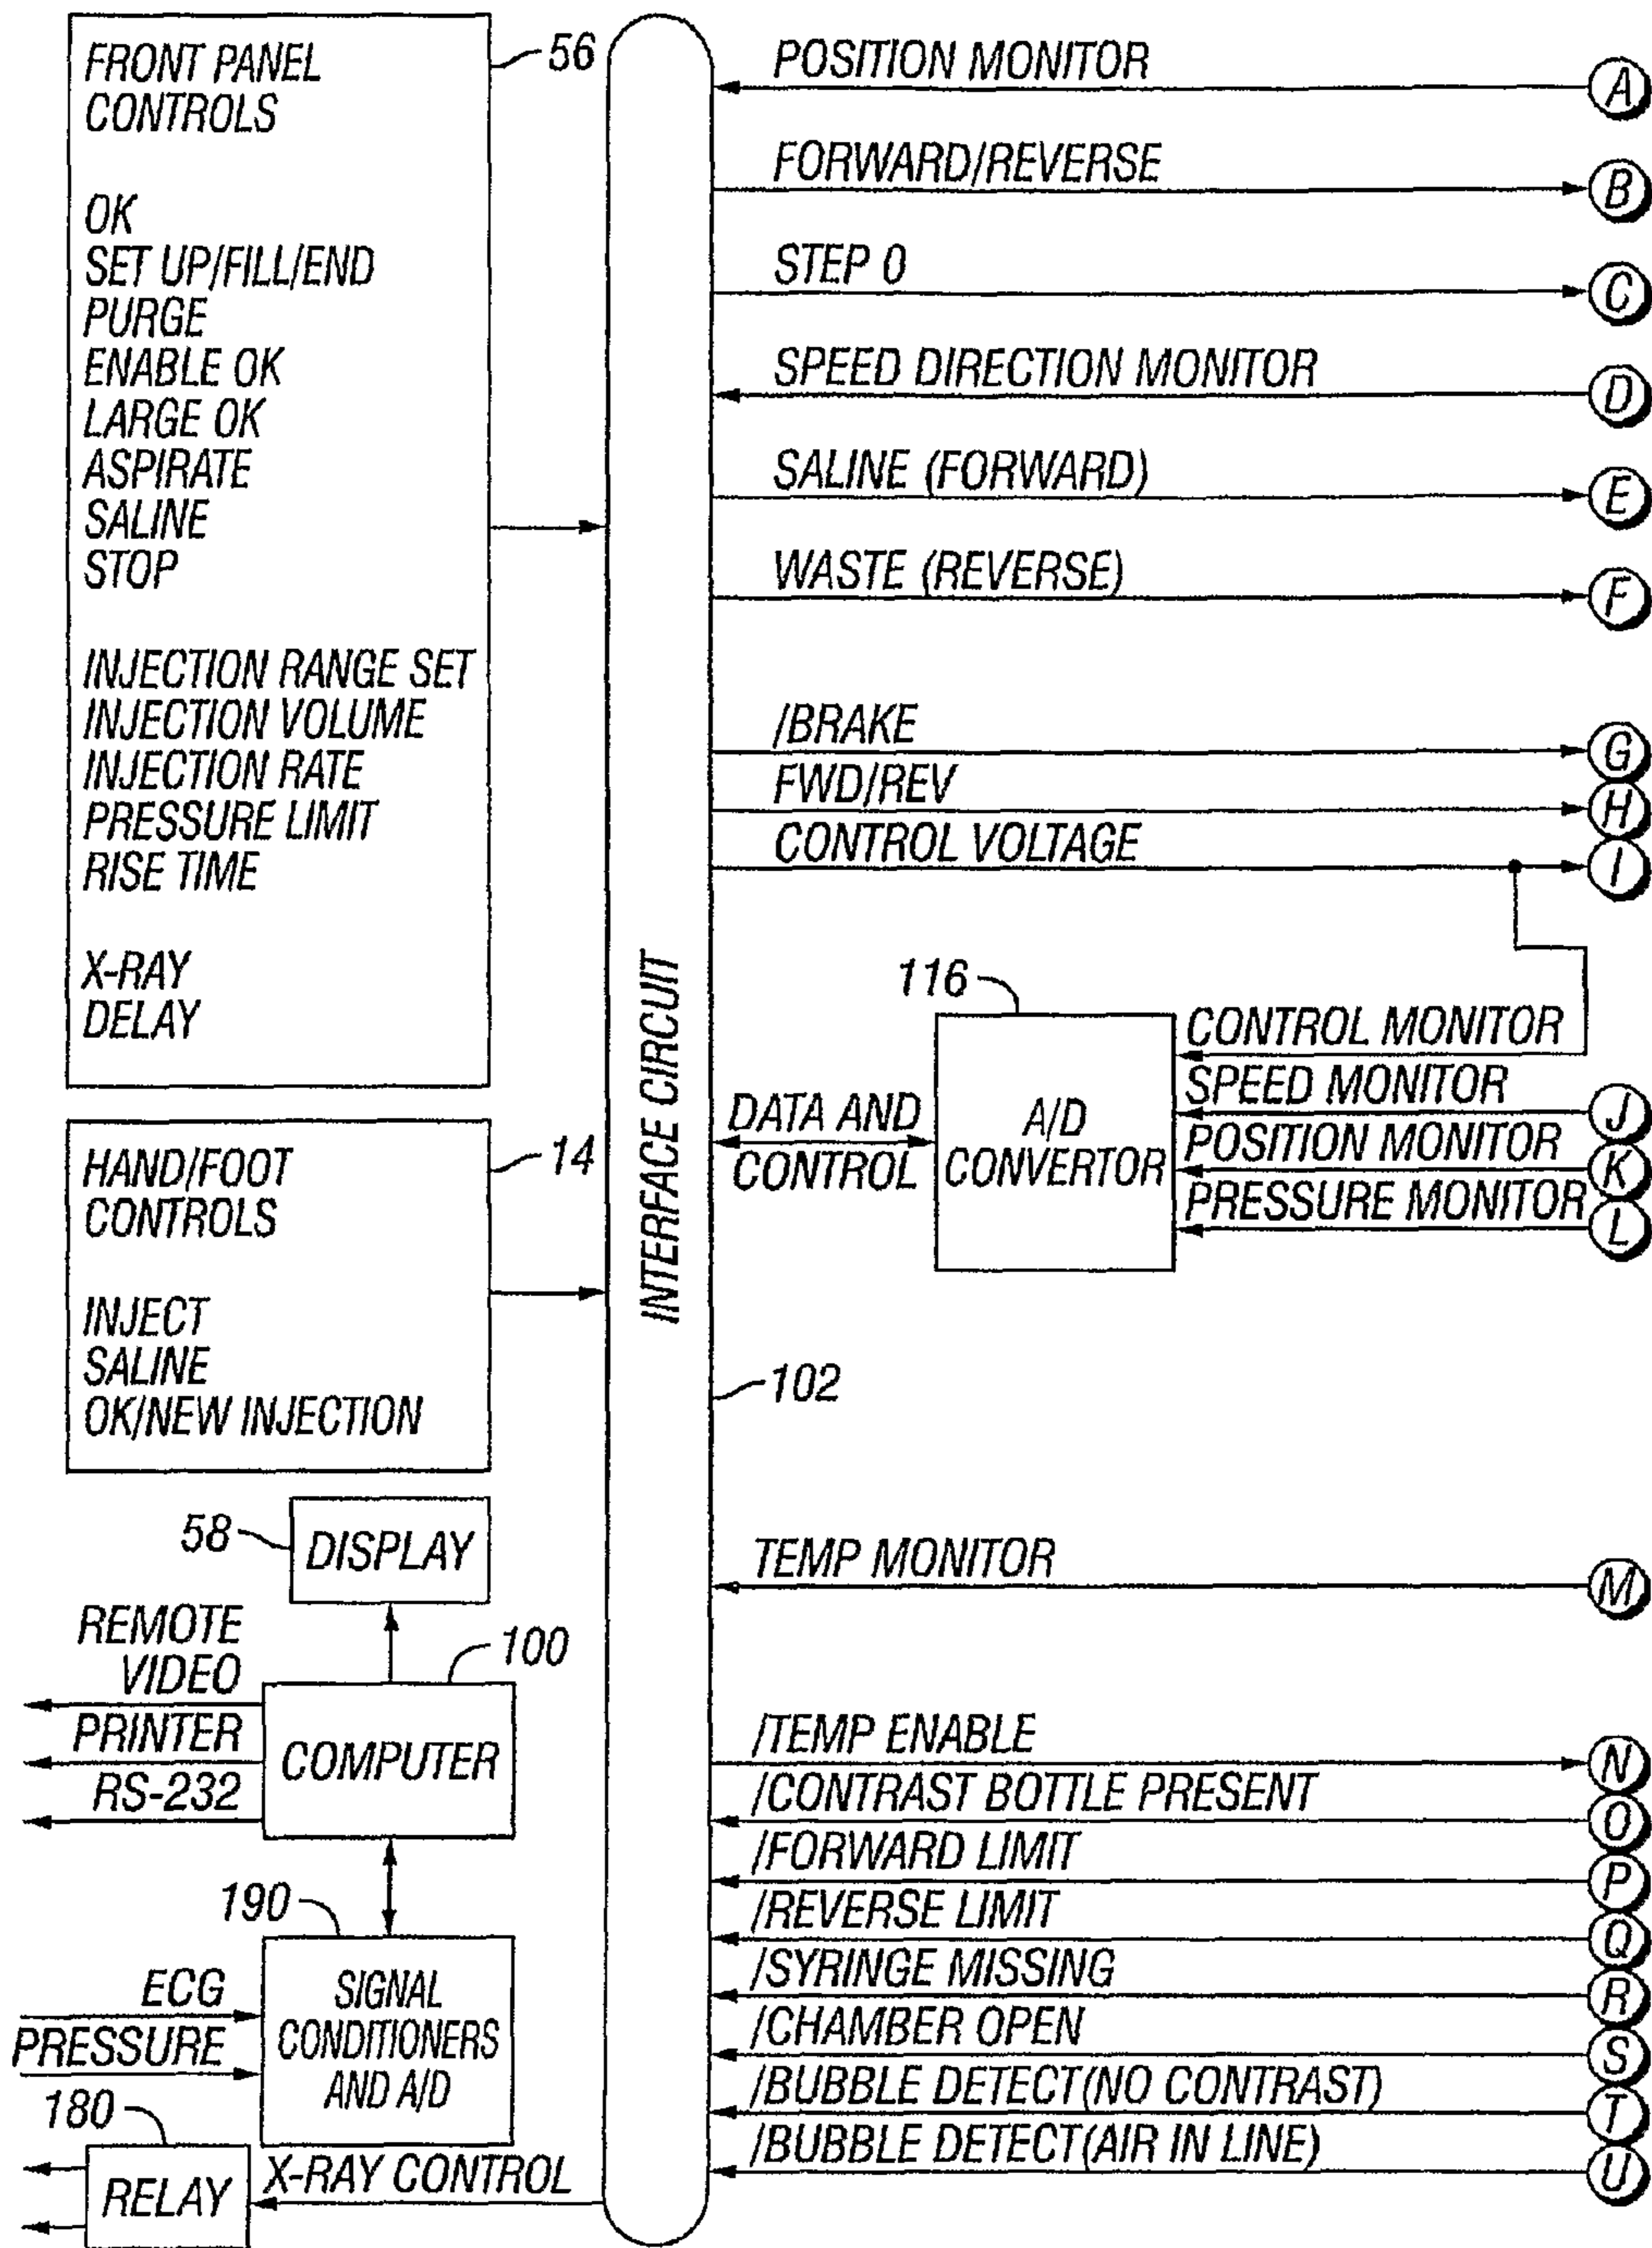 FRONT PANEL
CONTROLS
OK
SET UP/FILL/END
PURGE
ENABLE OK
LARGE OK
ASPIRATE
SALINE
STOP
INJECTION RANGE SET
INJECTION VOLUME
INJECTION RATE
PRESSURE LIMIT
RISE TIME
X-RAY
DELAY
56
HAND/FOOT
CONTROLS
INJECT
SALINE
OK/NEW INJECTION
14
58
DISPLAY
REMOTE
VIDEO
PRINTER
RS-232
100
COMPUTER
190
ECG
PRESSURE
SIGNAL
CONDITIONERS
AND A/D
180
RELAY
X-RAY CONTROL
INTERFACE CIRCUIT
102
POSITION MONITOR
A
FORWARD/REVERSE
B
STEP 0
C
SPEED DIRECTION MONITOR
D
SALINE (FORWARD)
E
WASTE (REVERSE)
F
/BRAKE
G
FWD/REV
H
CONTROL VOLTAGE
I
116
DATA AND
CONTROL
A/D
CONVERTOR
CONTROL MONITOR
SPEED MONITOR
J
POSITION MONITOR
K
PRESSURE MONITOR
L
TEMP MONITOR
M
/TEMP ENABLE
N
/CONTRAST BOTTLE PRESENT
O
/FORWARD LIMIT
P
/REVERSE LIMIT
Q
/SYRINGE MISSING
R
/CHAMBER OPEN
S
/BUBBLE DETECT(NO CONTRAST)
T
/BUBBLE DETECT(AIR IN LINE)
U